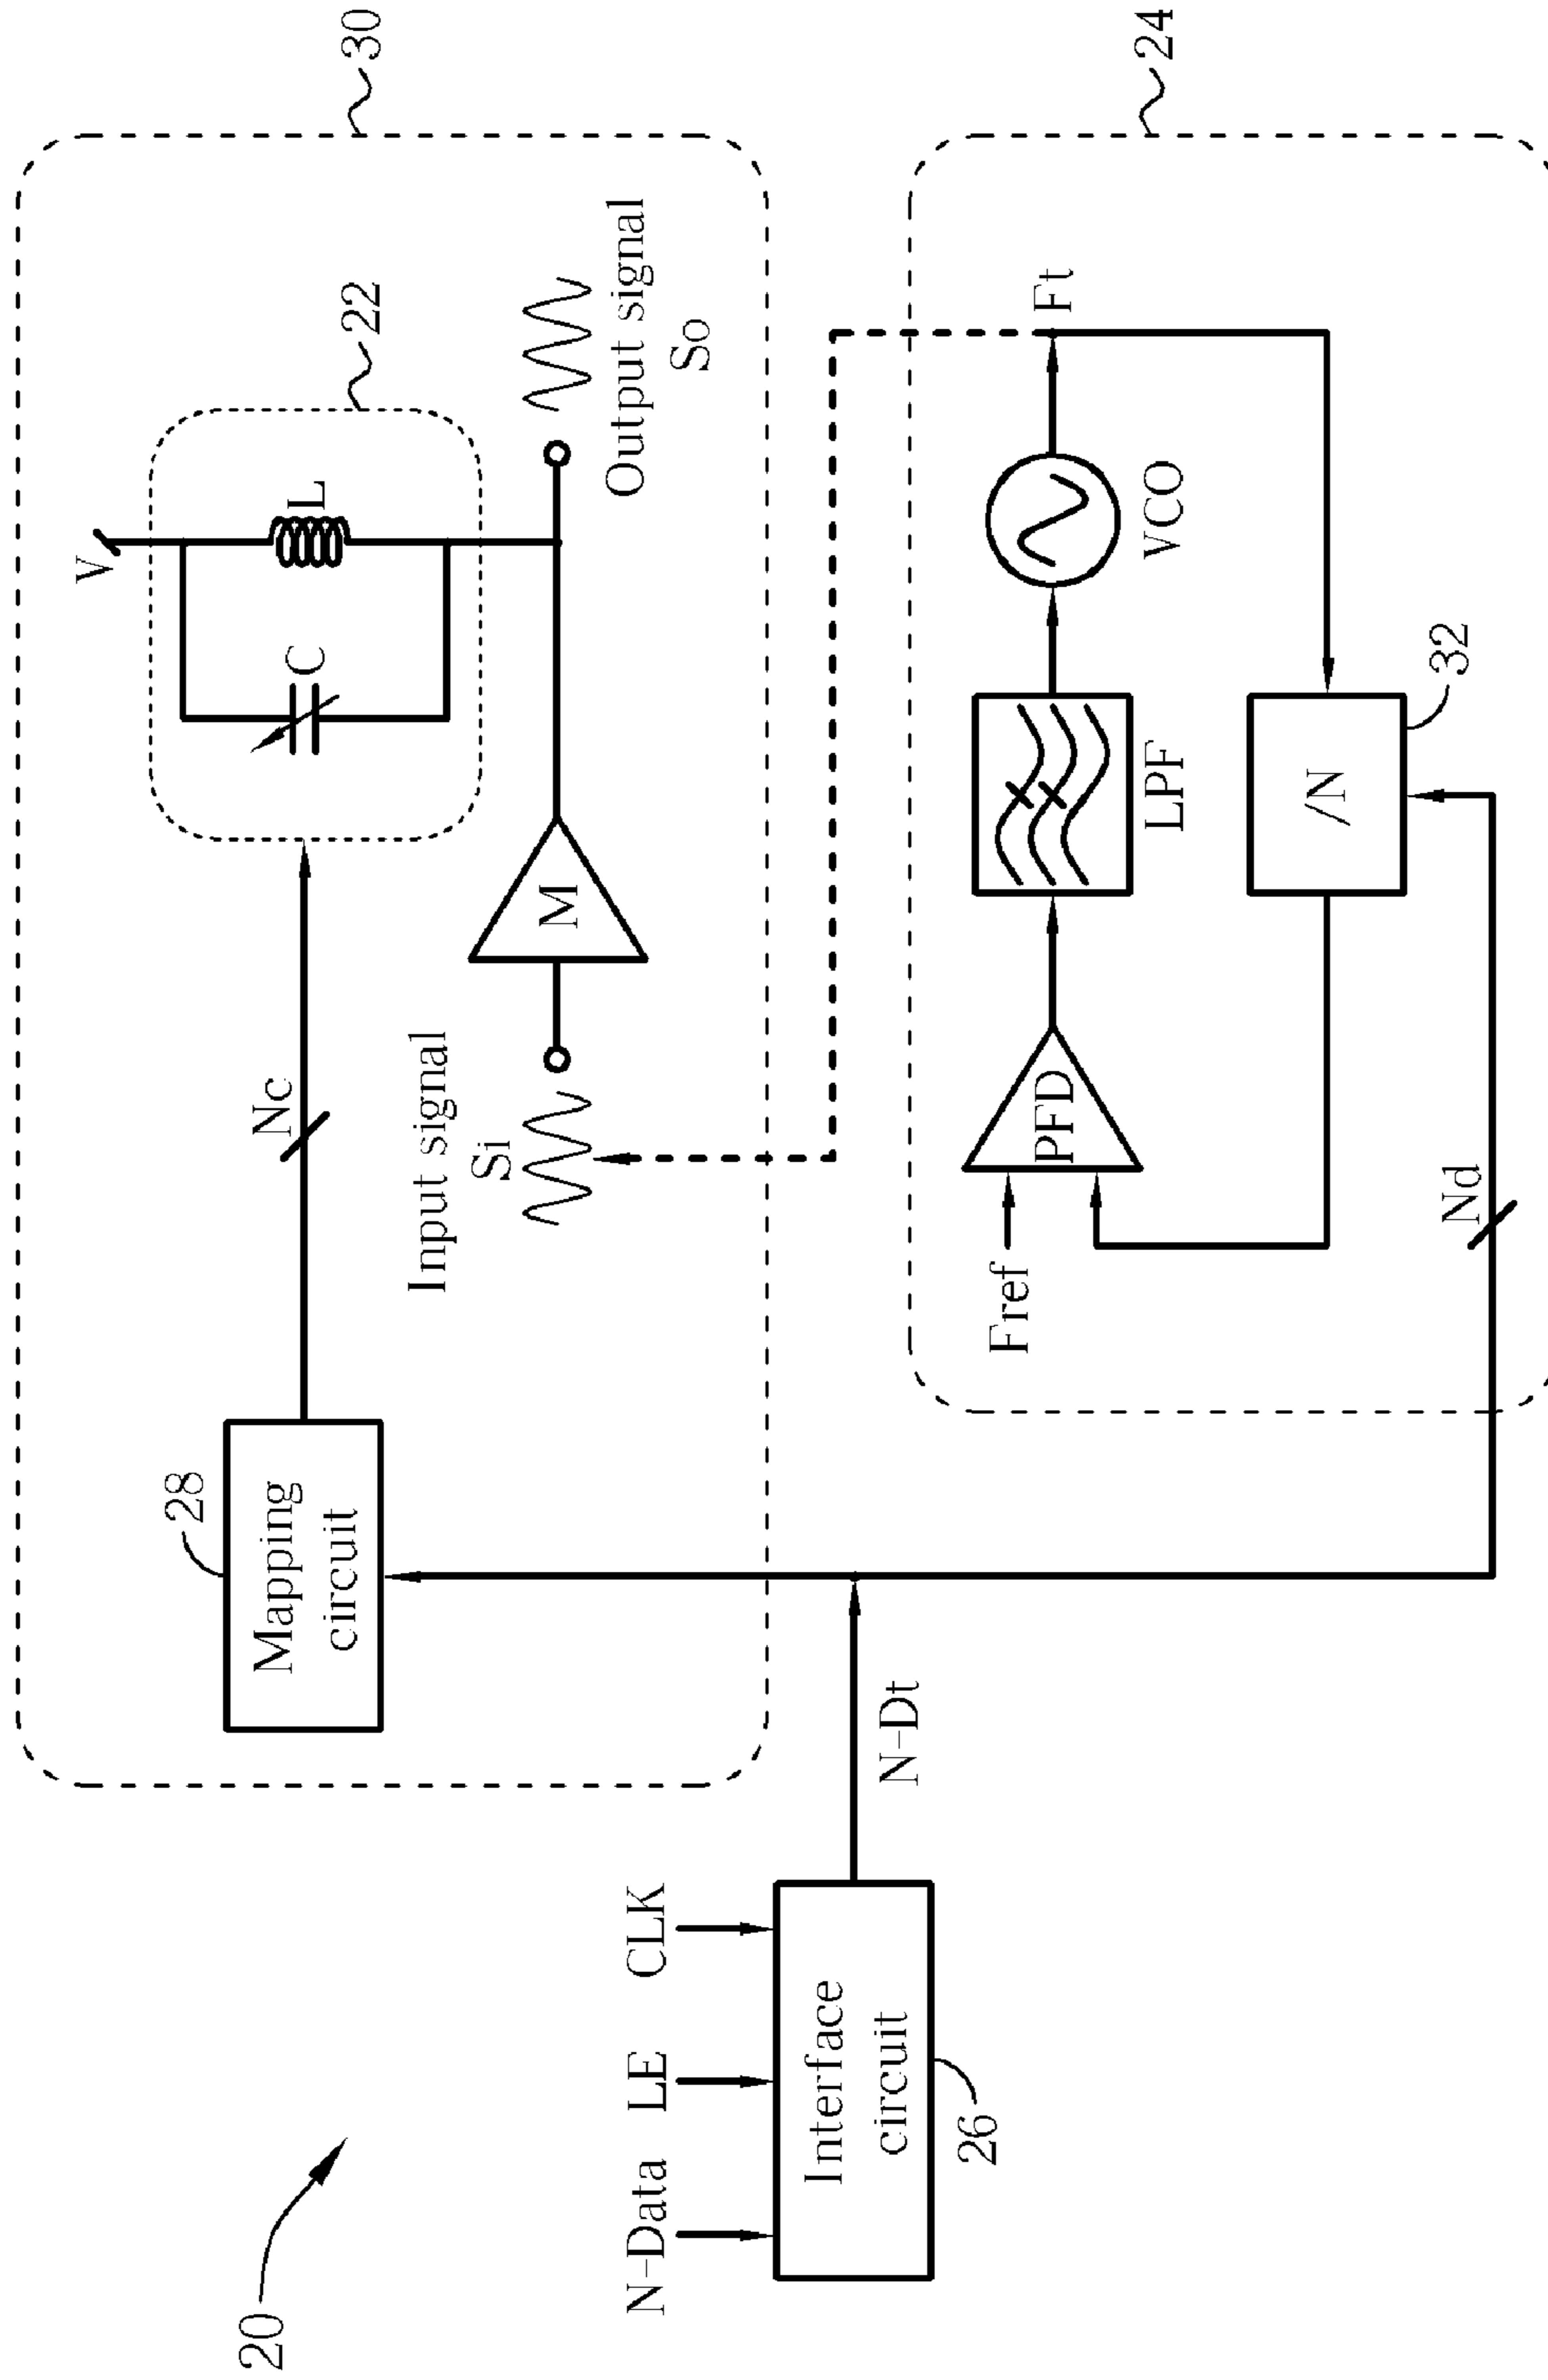 20
N-Data
LE
CLK
Interface
circuit
26
N-Dt
28
Mapping
circuit
Nc
30
22
V
C
L
Input signal
Si
M
Output signal
So
24
Fref
PFD
LPF
VCO
Ft
/N
32
Nd